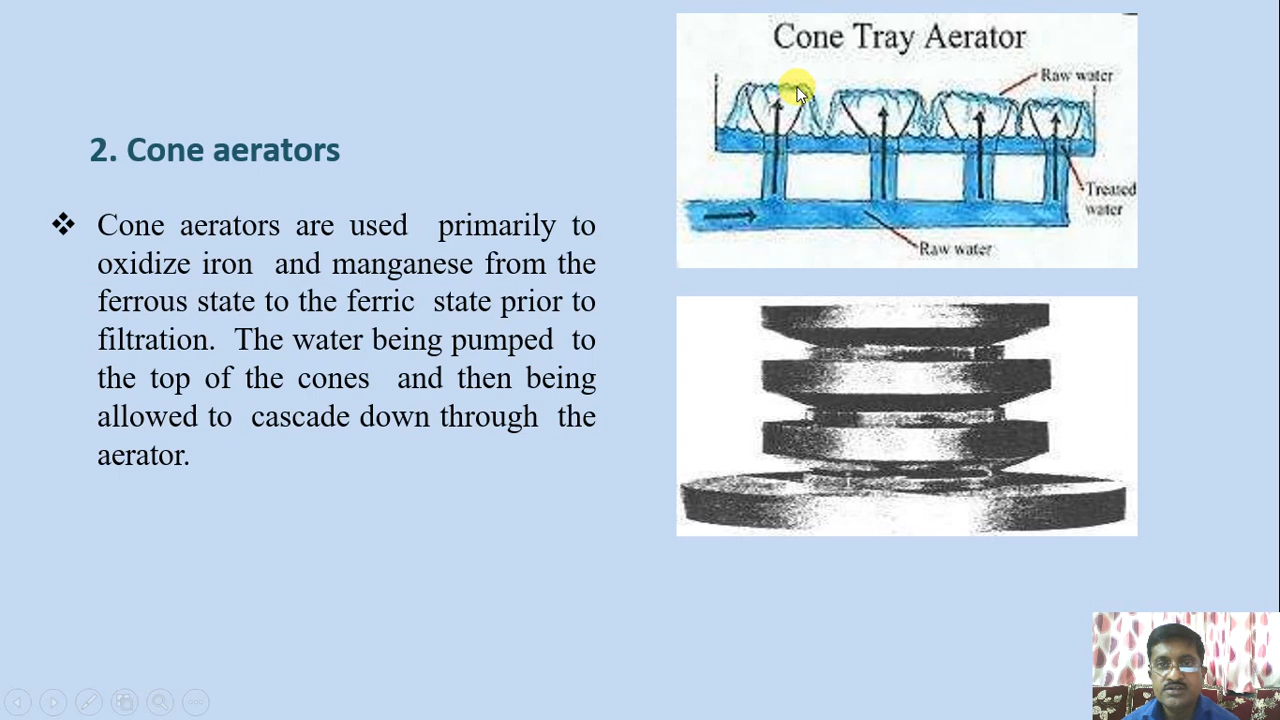 Cone Tray Aerator
Raw water
Treated
water
Raw water
2. Cone aerators
❖ Cone aerators are used primarily to
oxidize iron and manganese from the
ferrous state to the ferric state prior to
filtration. The water being pumped to
the top of the cones and then being
allowed to cascade down through the
aerator.